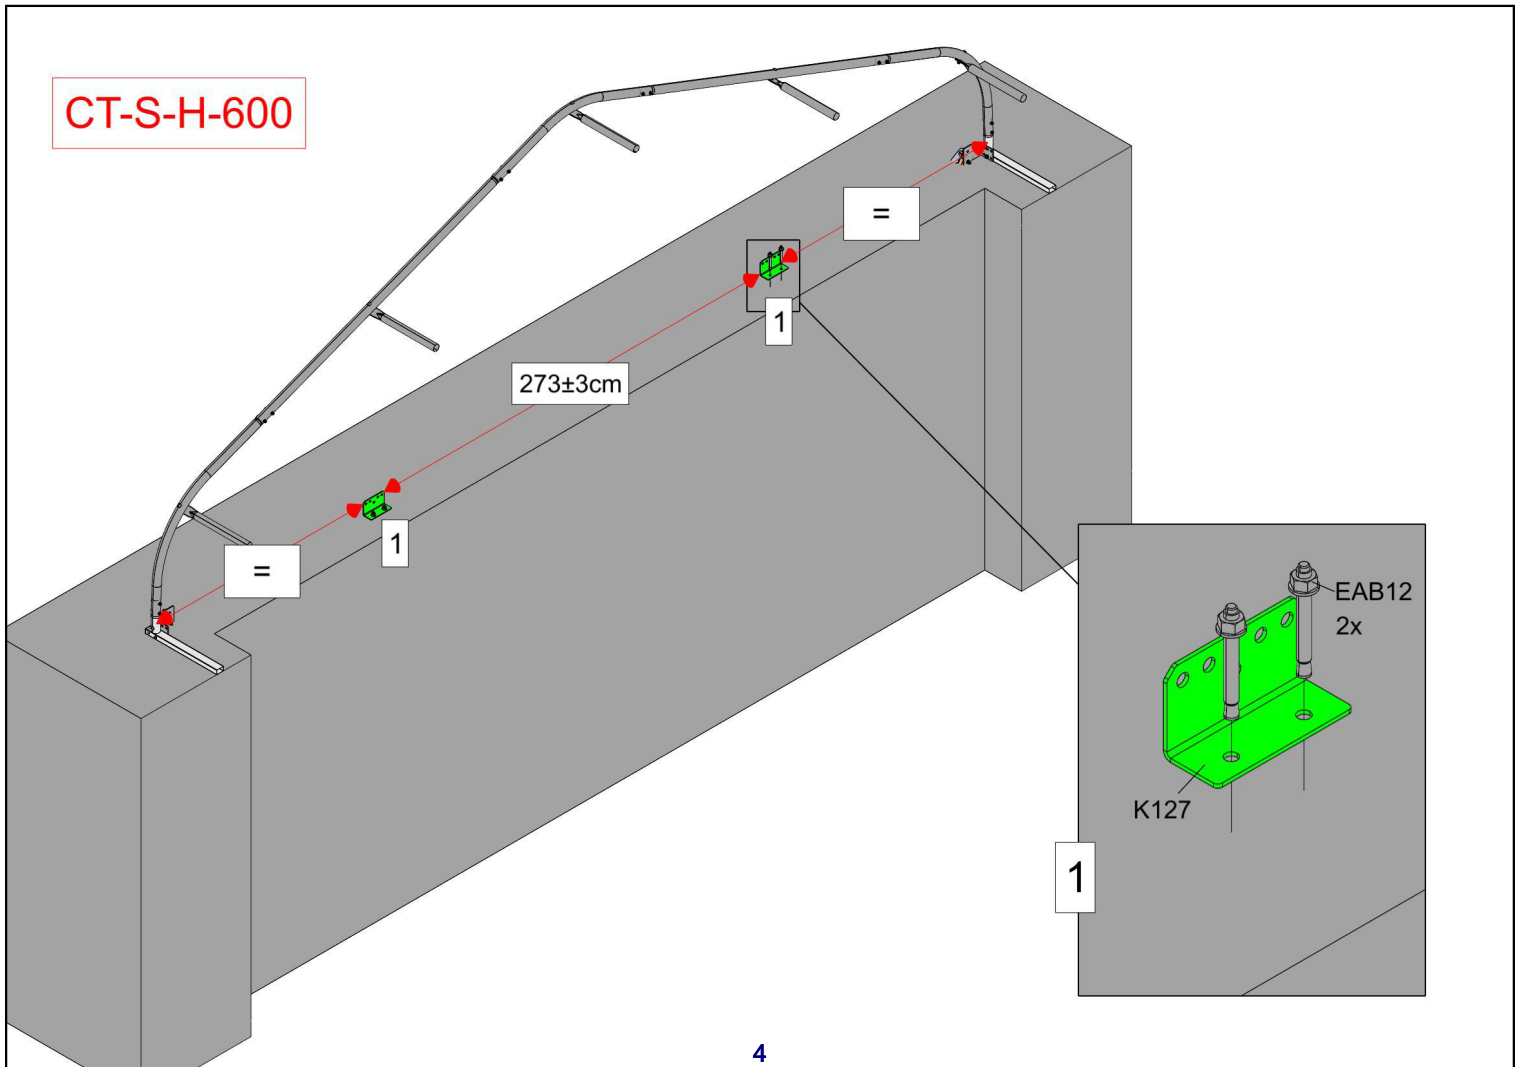 CT-S-H-600
=
1
273±3cm
1
=
EAB12
2x
K127
1
4